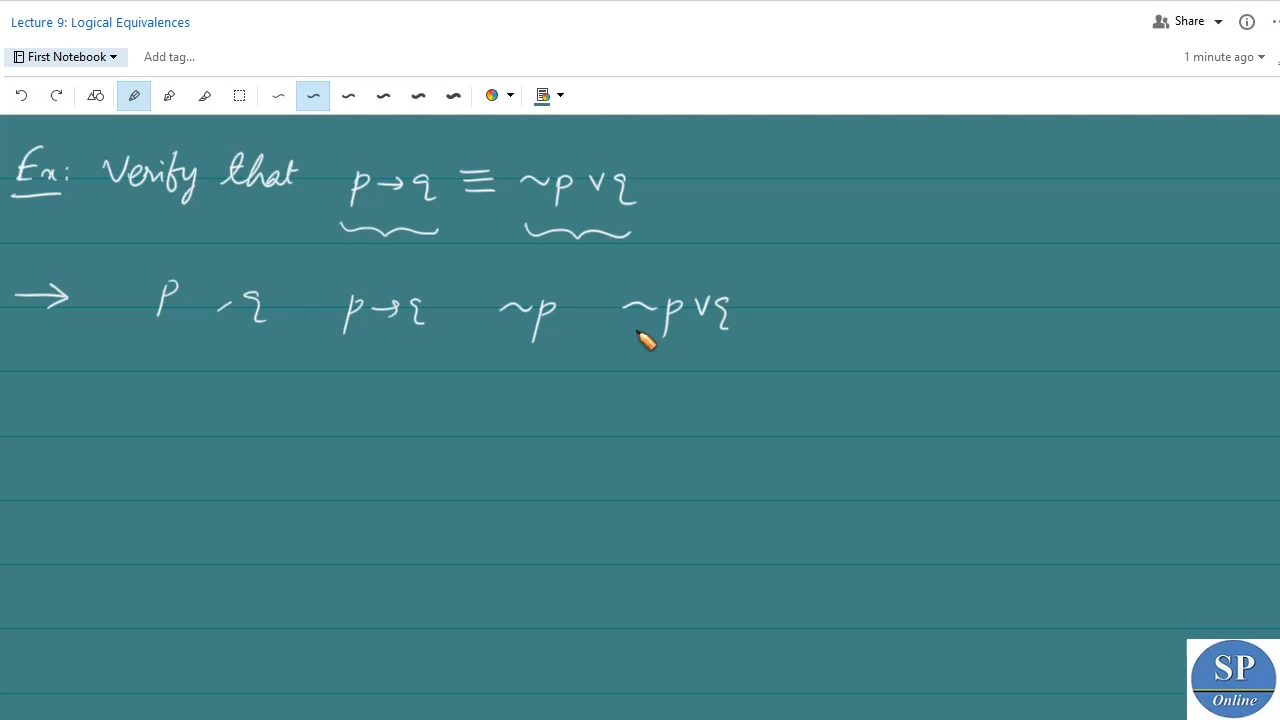 Lecture 9: Logical Equivalences
Share
First Notebook Add tag... 1 minute ago
Ex: Verify that p→q ≡ ~p ∨ q
→ p q p→q ~p ~p ∨ q
SP
Online